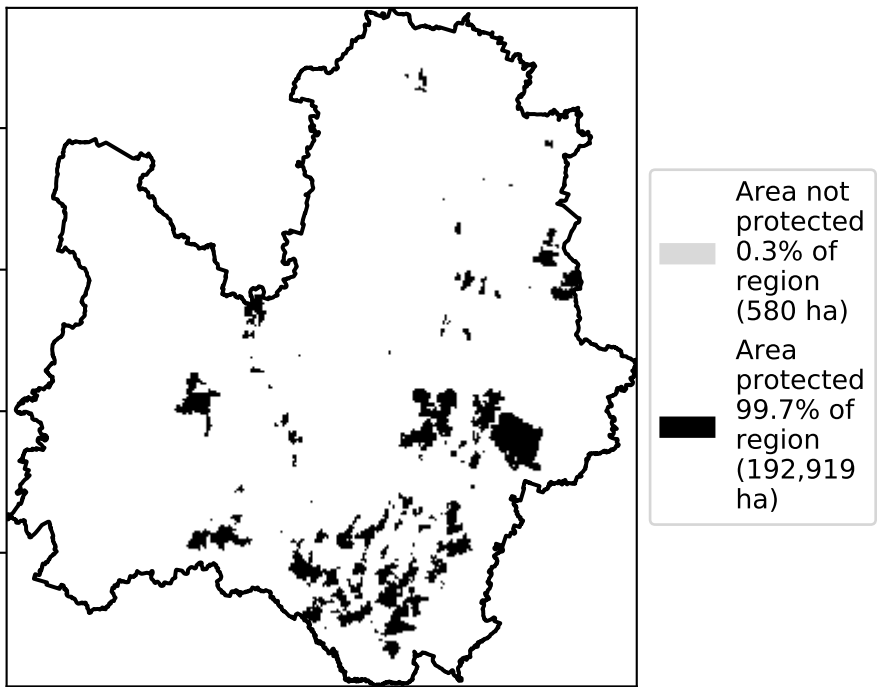 Area not
protected
0.3% of
region
(580 ha)
Area
protected
99.7% of
region
(192,919
ha)